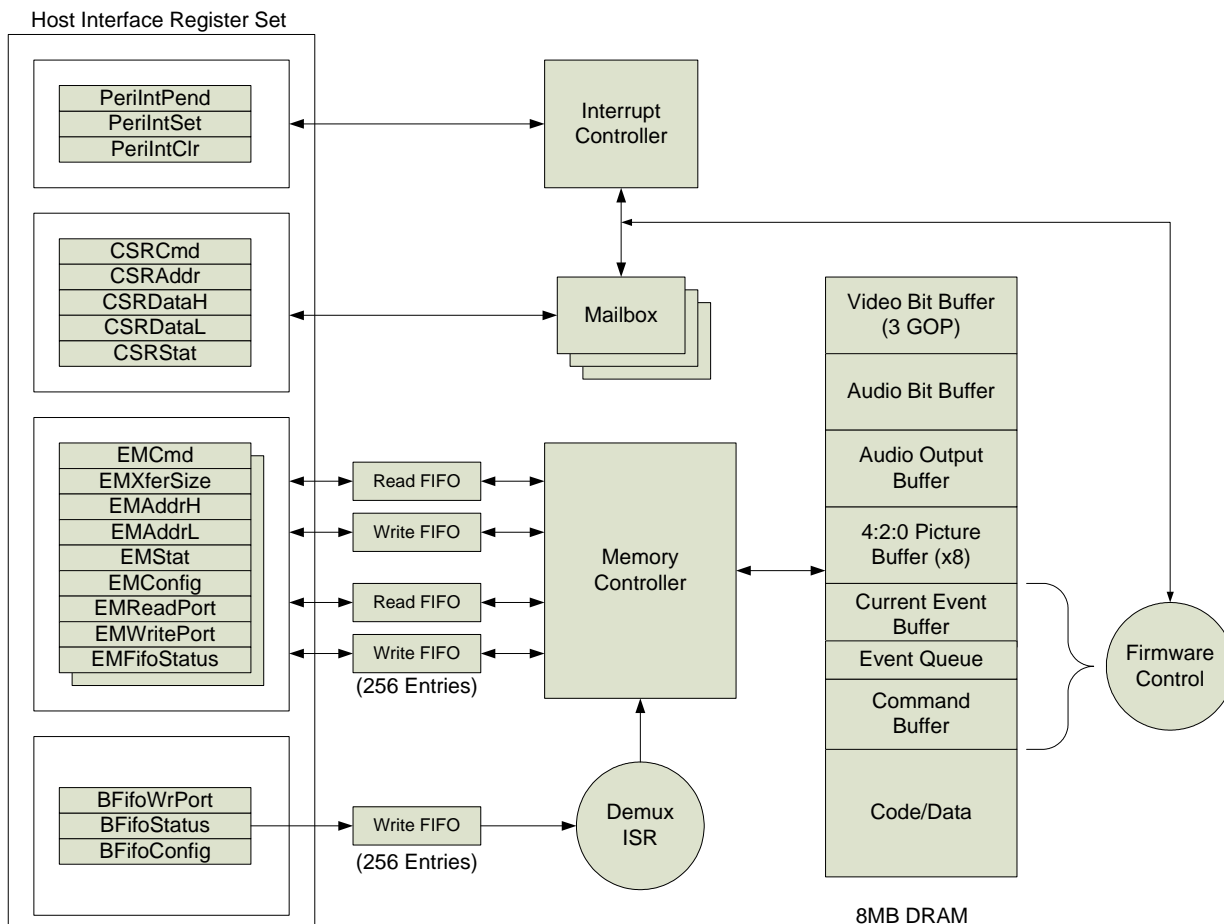 Host Interface Register Set
PeriIntPend
PeriIntSet
PeriIntClr
Interrupt
Controller
CSRCmd
CSRAddr
CSRDataH
CSRDataL
CSRStat
Mailbox
EMCmd
EMXferSize
EMAddrH
EMAddrL
EMStat
EMConfig
EMReadPort
EMWritePort
EMFifoStatus
Read FIFO
Write FIFO
Read FIFO
Write FIFO
(256 Entries)
Memory
Controller
BFifoWrPort
BFifoStatus
BFifoConfig
Write FIFO
(256 Entries)
Demux
ISR
Video Bit Buffer
(3 GOP)
Audio Bit Buffer
Audio Output
Buffer
4:2:0 Picture
Buffer (x8)
Current Event
Buffer
Event Queue
Command
Buffer
Code/Data
8MB DRAM
Firmware
Control